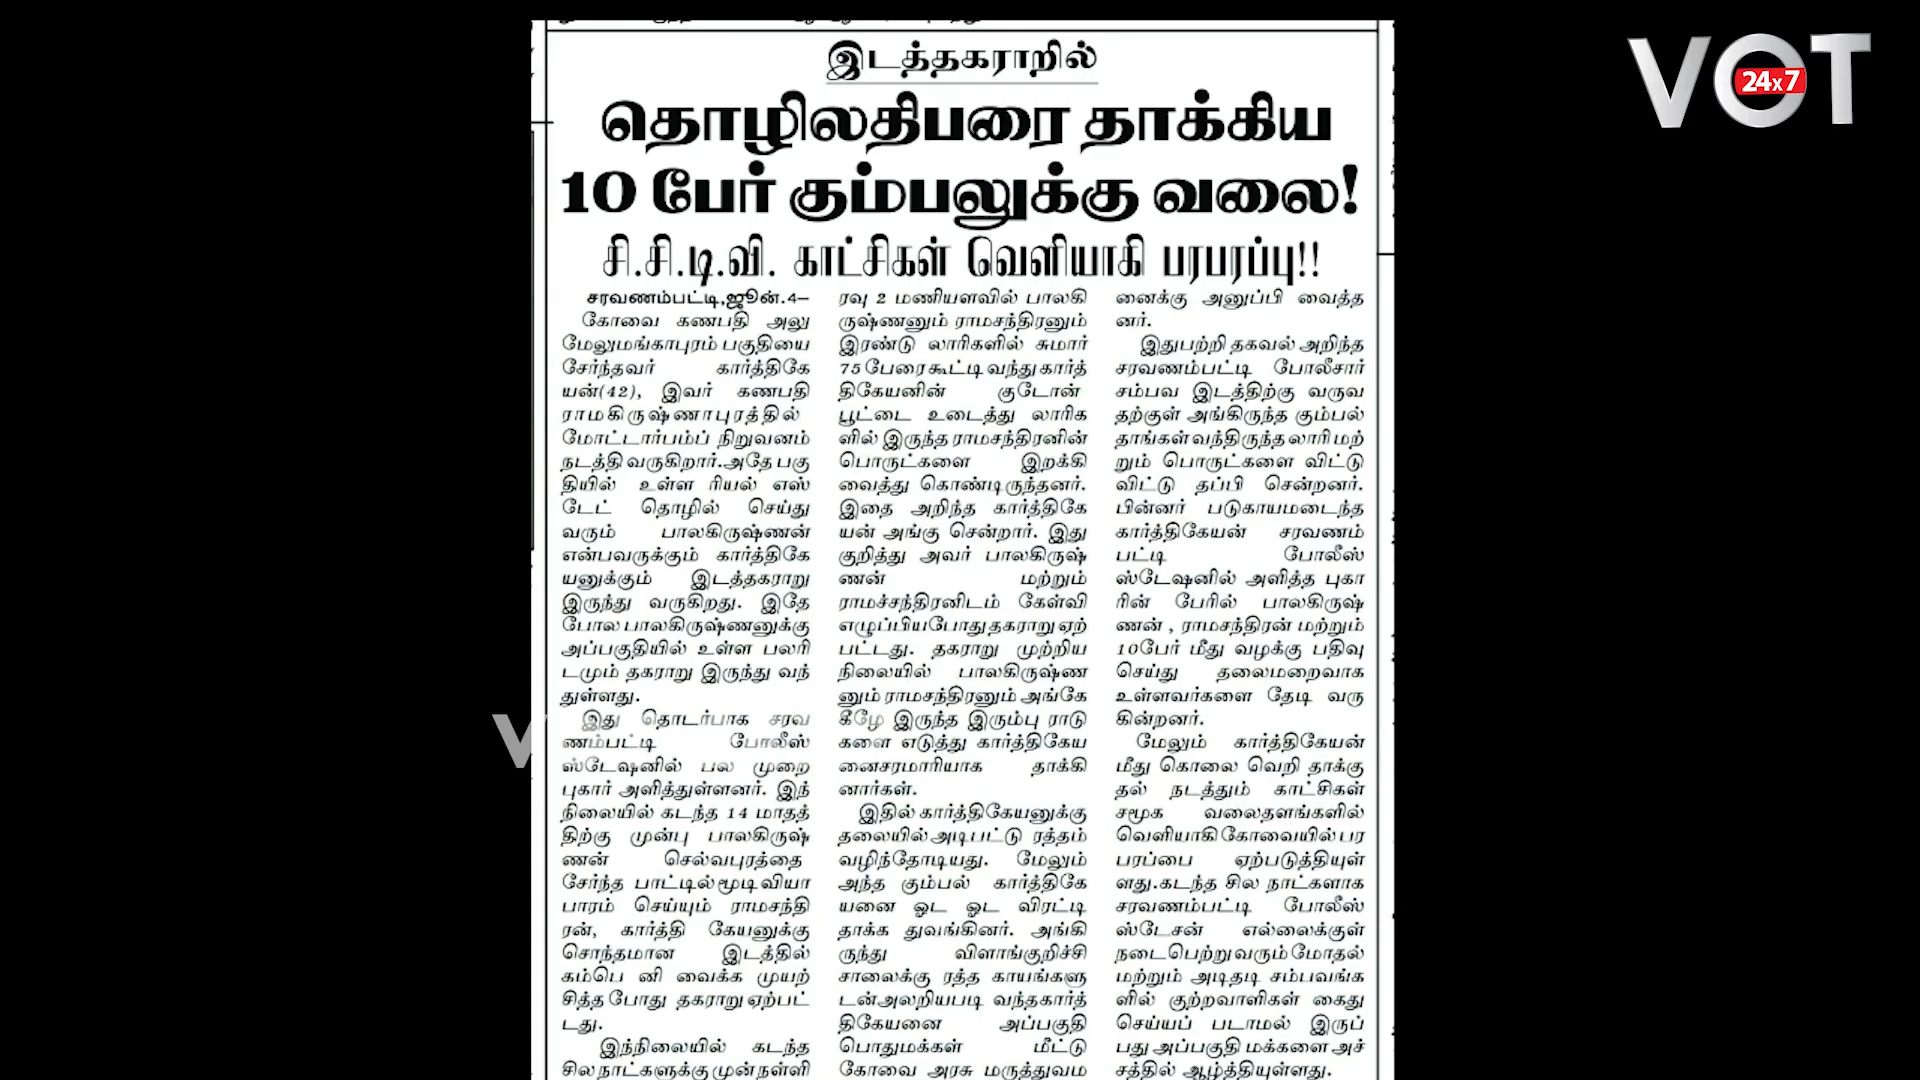 இடத்தகராறில்
தொழிலதிபரை தாக்கிய
10 பேர் கும்பலுக்கு வலை!
சி.சி.டி.வி. காட்சிகள் வெளியாகி பரபரப்பு!!
சரவணம்பட்டி,ஜூன்.4–
கோவை கணபதி அலு
மேலுமங்காபுரம் பகுதியை
சேர்ந்தவர் கார்த்திகே
யன்(42), இவர் கணபதி
ராமகிருஷ்ணாபுரத்தில்
மோட்டார்பம்ப் நிறுவனம்
நடத்தி வருகிறார்.அதே பகு
தியில் உள்ள ரியல் எஸ்
டேட் தொழில் செய்து
வரும் பாலகிருஷ்ணன்
என்பவருக்கும் கார்த்திகே
யனுக்கும் இடத்தகராறு
இருந்து வருகிறது. இதே
போல பாலகிருஷ்ணனுக்கு
அப்பகுதியில் உள்ள பலரி
டமும் தகராறு இருந்து வந்
துள்ளது.
இது தொடர்பாக சரவ
ணம்பட்டி போலீஸ்
ஸ்டேஷனில் பல முறை
புகார் அளித்துள்ளனர். இந்
நிலையில் கடந்த 14 மாதத்
திற்கு முன்பு பாலகிருஷ்
ணன் செல்வபுரத்தை
சேர்ந்த பாட்டில்மூடி வியா
பாரம் செய்யும் ராமசந்தி
ரன், கார்த்தி கேயனுக்கு
சொந்தமான இடத்தில்
கம்பெ னி வைக்க முயற்
சித்த போது தகராறு ஏற்பட்
டது.
இந்நிலையில் கடந்த
சிலநாட்களுக்கு முன் நள்ளி
ரவு 2 மணியளவில் பாலகி
ருஷ்ணனும் ராமசந்திரனும்
இரண்டு லாரிகளில் சுமார்
75 பேரை கூட்டி வந்து கார்த்
திகேயனின் குடோன்
பூட்டை உடைத்து லாரிக
ளில் இருந்த ராமசந்திரனின்
பொருட்களை இறக்கி
வைத்து கொண்டிருந்தனர்.
இதை அறிந்த கார்த்திகே
யன் அங்கு சென்றார். இது
குறித்து அவர் பாலகிருஷ்
ணன் மற்றும்
ராமச்சந்திரனிடம் கேள்வி
எழுப்பியபோது தகராறு ஏற்
பட்டது. தகராறு முற்றிய
நிலையில் பாலகிருஷ்ண
னும் ராமசந்திரனும் அங்கே
கீழே இருந்த இரும்பு ராடு
களை எடுத்து கார்த்திகேய
னைசரமாரியாக தாக்கி
னார்கள்.
இதில் கார்த்திகேயனுக்கு
தலையில் அடிபட்டு ரத்தம்
வழிந்தோடியது. மேலும்
அந்த கும்பல் கார்த்திகே
யனை ஓட ஓட விரட்டி
தாக்க துவங்கினர். அங்கி
ருந்து விளாங்குறிச்சி
சாலைக்கு ரத்த காயங்களு
டன்அலறியபடி வந்தகார்த்
திகேயனை அப்பகுதி
பொதுமக்கள் மீட்டு
கோவை அரசு மருத்துவம
னைக்கு அனுப்பி வைத்த
னர்.
இதுபற்றி தகவல் அறிந்த
சரவணம்பட்டி போலீசார்
சம்பவ இடத்திற்கு வருவ
தற்குள் அங்கிருந்த கும்பல்
தாங்கள் வந்திருந்த லாரி மற்
றும் பொருட்களை விட்டு
விட்டு தப்பி சென்றனர்.
பின்னர் படுகாயமடைந்த
கார்த்திகேயன் சரவணம்
பட்டி போலீஸ்
ஸ்டேஷனில் அளித்த புகா
ரின் பேரில் பாலகிருஷ்
ணன் , ராமசந்திரன் மற்றும்
10பேர் மீது வழக்கு பதிவு
செய்து தலைமறைவாக
உள்ளவர்களை தேடி வரு
கின்றனர்.
மேலும் கார்த்திகேயன்
மீது கொலை வெறி தாக்கு
தல் நடத்தும் காட்சிகள்
சமூக வலைதளங்களில்
வெளியாகி கோவையில் பர
பரப்பை ஏற்படுத்தியுள்
ளது.கடந்த சில நாட்களாக
சரவணம்பட்டி போலீஸ்
ஸ்டேசன் எல்லைக்குள்
நடைபெற்று வரும் மோதல்
மற்றும் அடிதடி சம்பவங்க
ளில் குற்றவாளிகள் கைது
செய்யப் படாமல் இருப்
பது அப்பகுதி மக்களை அச்
சத்தில் ஆழ்த்தியுள்ளது.
VOT
24x7